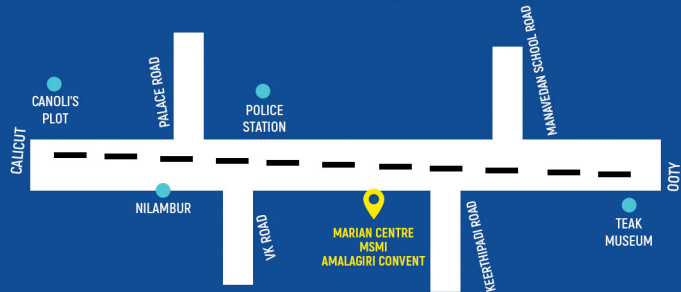 CANOLI'S
PLOT
PALACE ROAD
POLICE
STATION
MANAVEDAN SCHOOL ROAD
CALICUT
OOTY
NILAMBUR
VK ROAD
MARIAN CENTRE
MSMI
AMALAGIRI CONVENT
KEERTHIPADI ROAD
TEAK
MUSEUM